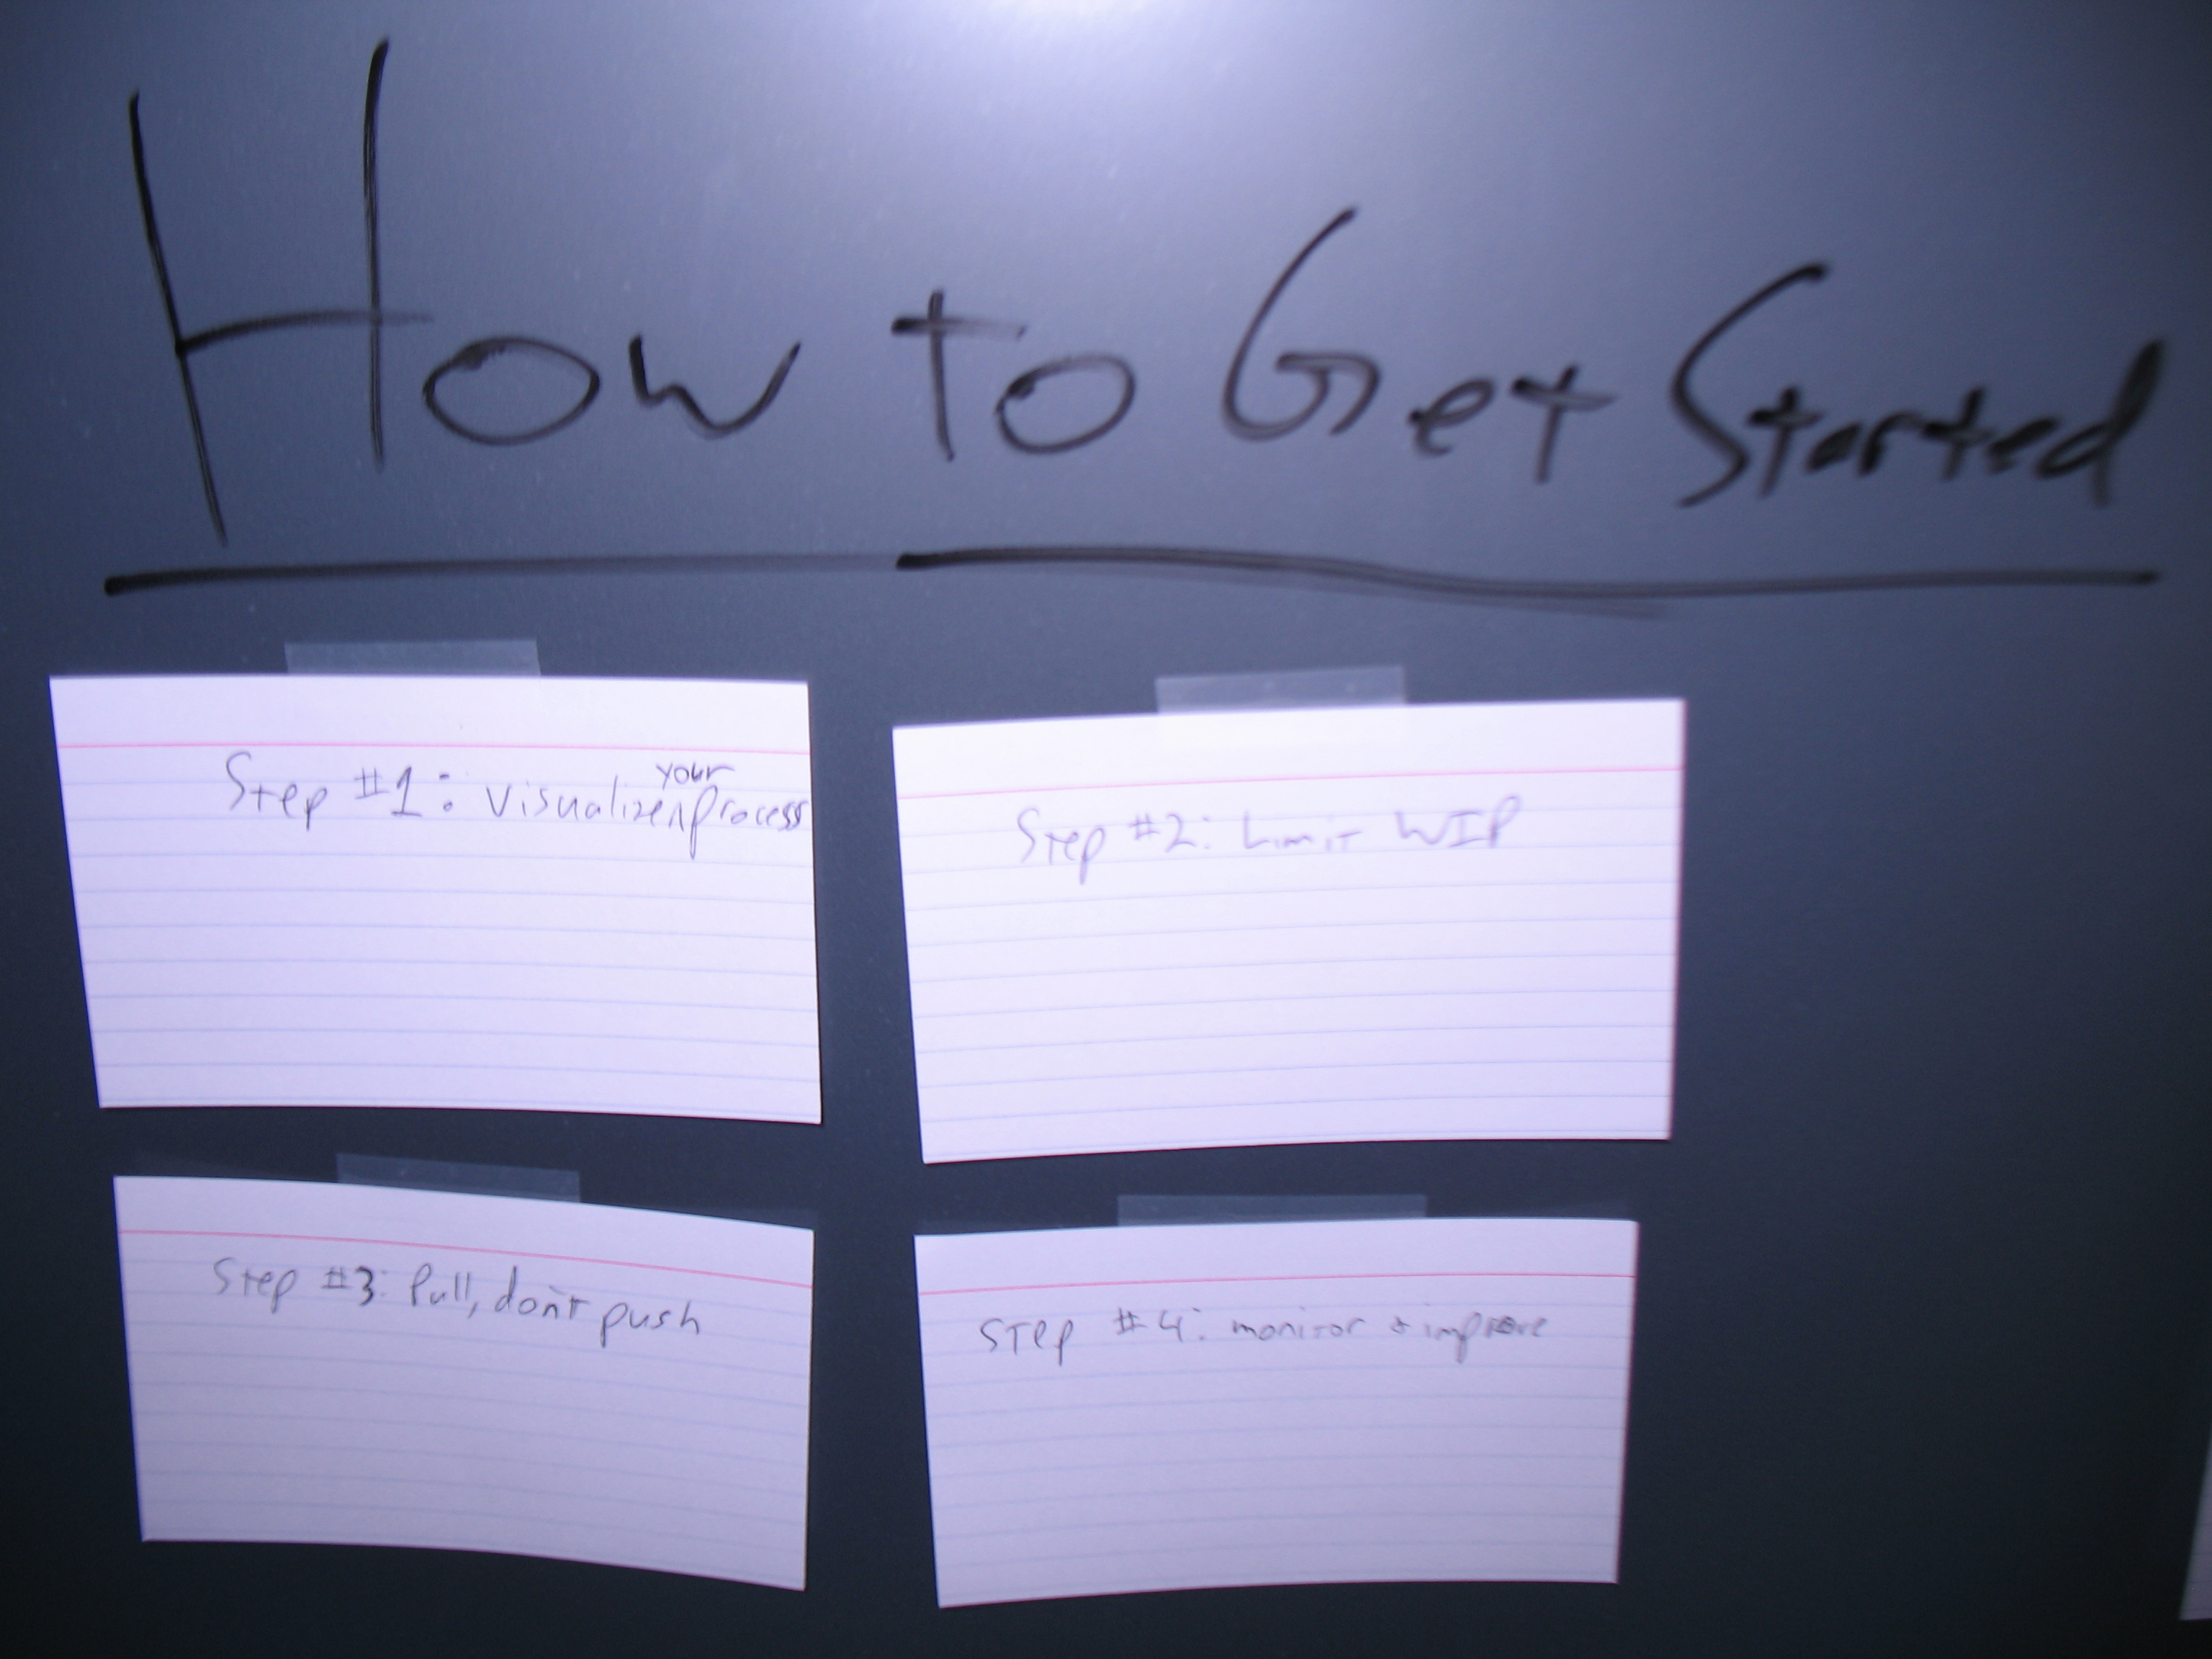 How to Get Started
Step #1: Visualize your process
Step #2: Limit WIP
Step #3: Pull, don't push
Step #4: monitor & improve